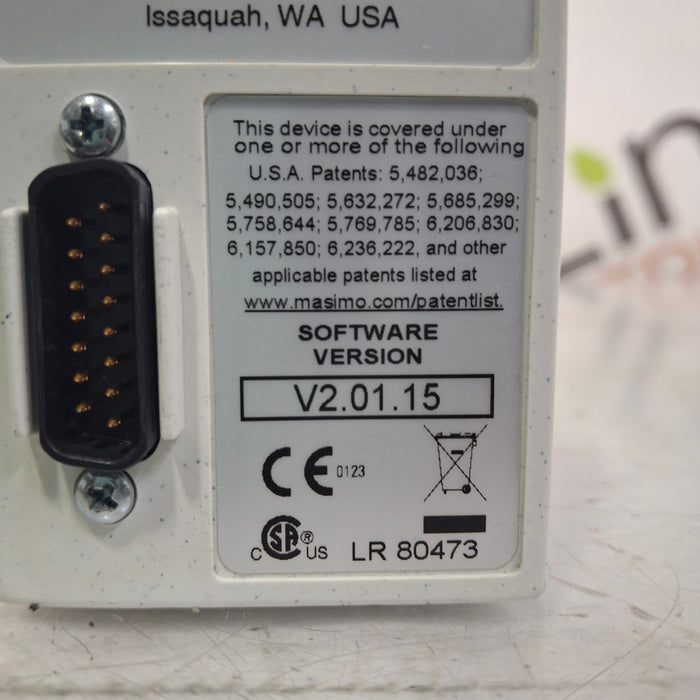 Issaquah, WA USA
This device is covered under
one or more of the following
U.S.A. Patents: 5,482,036;
5,490,505; 5,632,272; 5,685,299;
5,758,644; 5,769,785; 6,206,830;
6,157,850; 6,236,222, and other
applicable patents listed at
www.masimo.com/patentlist.
SOFTWARE
VERSION
V2.01.15
CE 0123
C SA ® US LR 80473